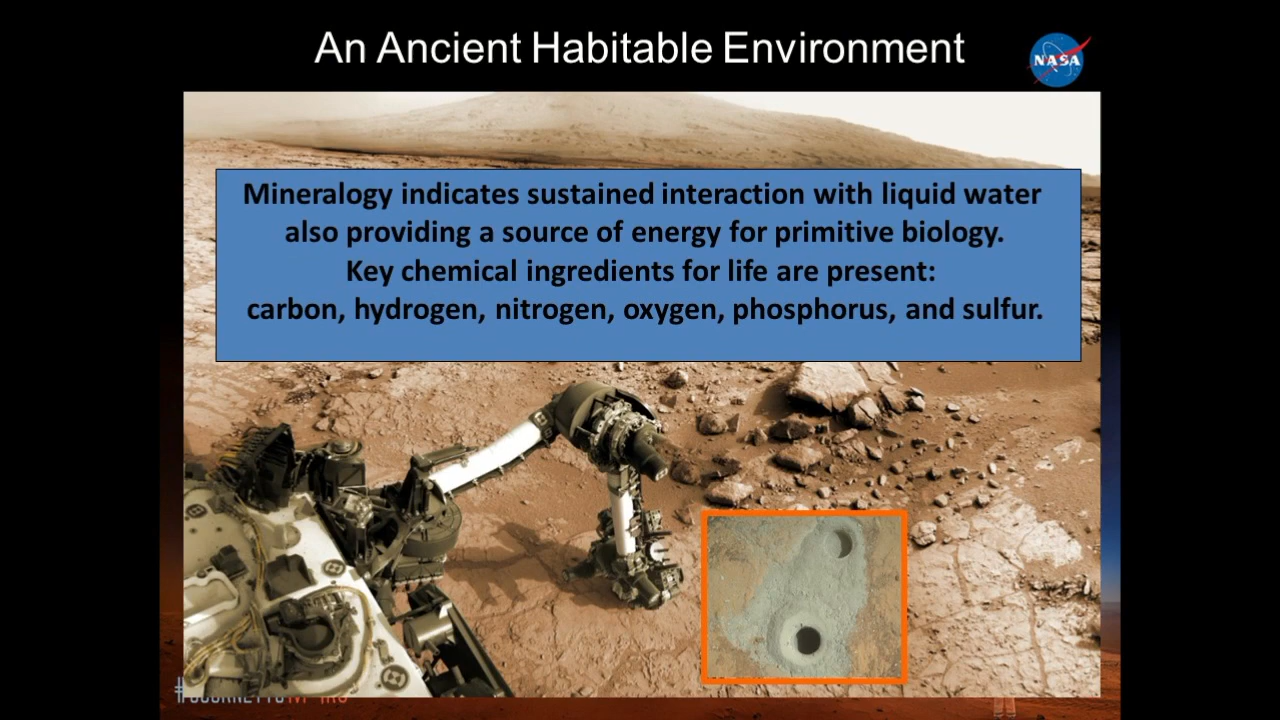 An Ancient Habitable Environment
NASA
Mineralogy indicates sustained interaction with liquid water
also providing a source of energy for primitive biology.
Key chemical ingredients for life are present:
carbon, hydrogen, nitrogen, oxygen, phosphorus, and sulfur.